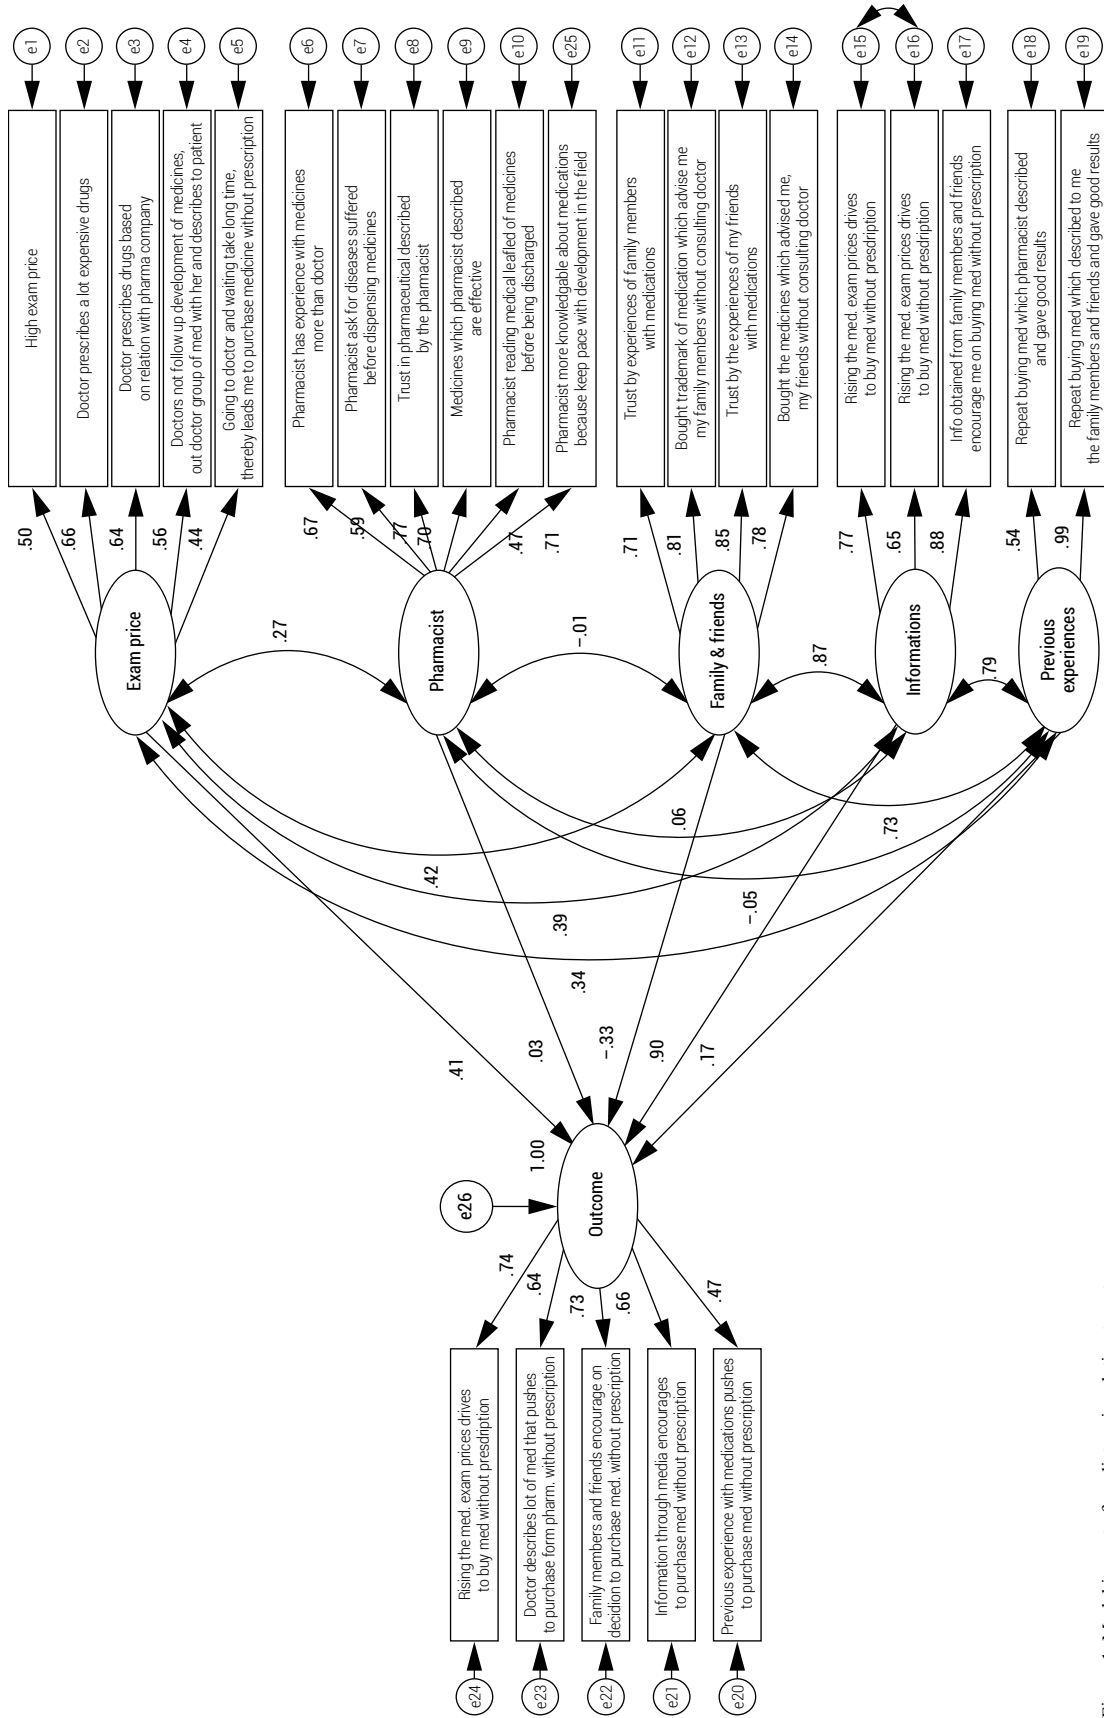 e24
e23
e22
e21
e20
Rising the med. exam prices drives
to buy med without presdription
Doctor describes lot of med that pushes
to purchase form pharm. without prescription
Family members and friends encourage on
decidion to purchase med. without prescription
Information through media encourages
to purchase med without prescription
Previous experience with medications pushes
to purchase med without prescription
.74
.64
.73
.66
.47
e26
1.00
Outcome
.41
.03
–.33
.90
.17
.34
.39
.42
–.05
.06
.73
.27
–.01
.87
.79
Exam price
Pharmacist
Family & friends
Informations
Previous
experiences
.50
.66
.64
.56
.44
.67
.59
.77
.70
.47
.71
.71
.81
.85
.78
.77
.65
.88
.54
.99
High exam price
Doctor prescribes a lot expensive drugs
Doctor prescribes drugs based
on relation with pharma company
Doctors not follow up development of medicines,
out doctor group of med with her and describes to patient
Going to doctor and waiting take long time,
thereby leads me to purchase medicine without prescription
Pharmacist has experience with medicines
more than doctor
Pharmacist ask for diseases suffered
before dispensing medicines
Trust in pharmaceutical described
by the pharmacist
Medicines which pharmacist described
are effective
Pharmacist reading medical leafled of medicines
before being discharged
Pharmacist more knowledgable about medications
because keep pace with development in the field
Trust by experiences of family members
with medications
Bought trademark of medication which advise me
my family members without consulting doctor
Trust by the experiences of my friends
with medications
Bought the medicines which advised me,
my friends without consulting doctor
Rising the med. exam prices drives
to buy med without presdription
Rising the med. exam prices drives
to buy med without presdription
Info obtained from family members and friends
encourage me on buying med without prescription
Repeat buying med which pharmacist described
and gave good results
Repeat buying med which described to me
the family members and friends and gave good results
e1
e2
e3
e4
e5
e6
e7
e8
e9
e10
e25
e11
e12
e13
e14
e15
e16
e17
e18
e19